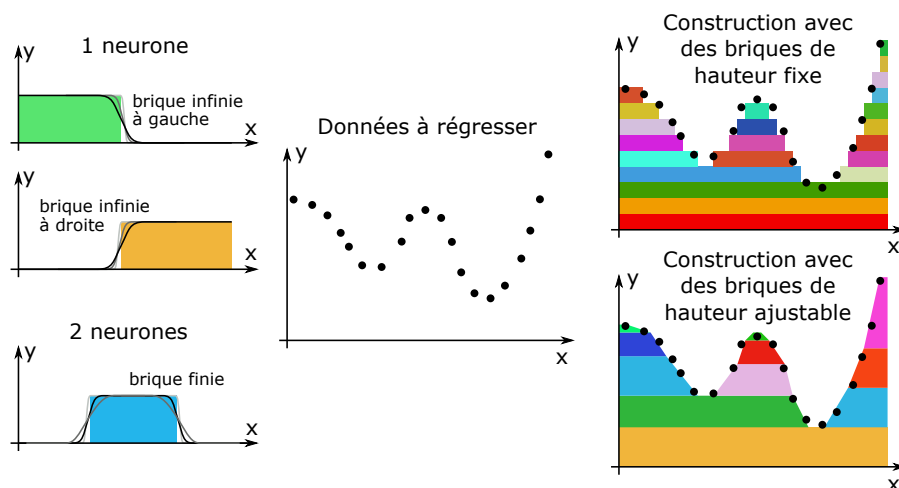 1 neurone
y
brique infinie
à gauche
x
y
brique infinie
à droite
x
2 neurones
y
brique finie
x
Données à régresser
y
x
Construction avec
des briques de
hauteur fixe
y
x
Construction avec
des briques de
hauteur ajustable
y
x